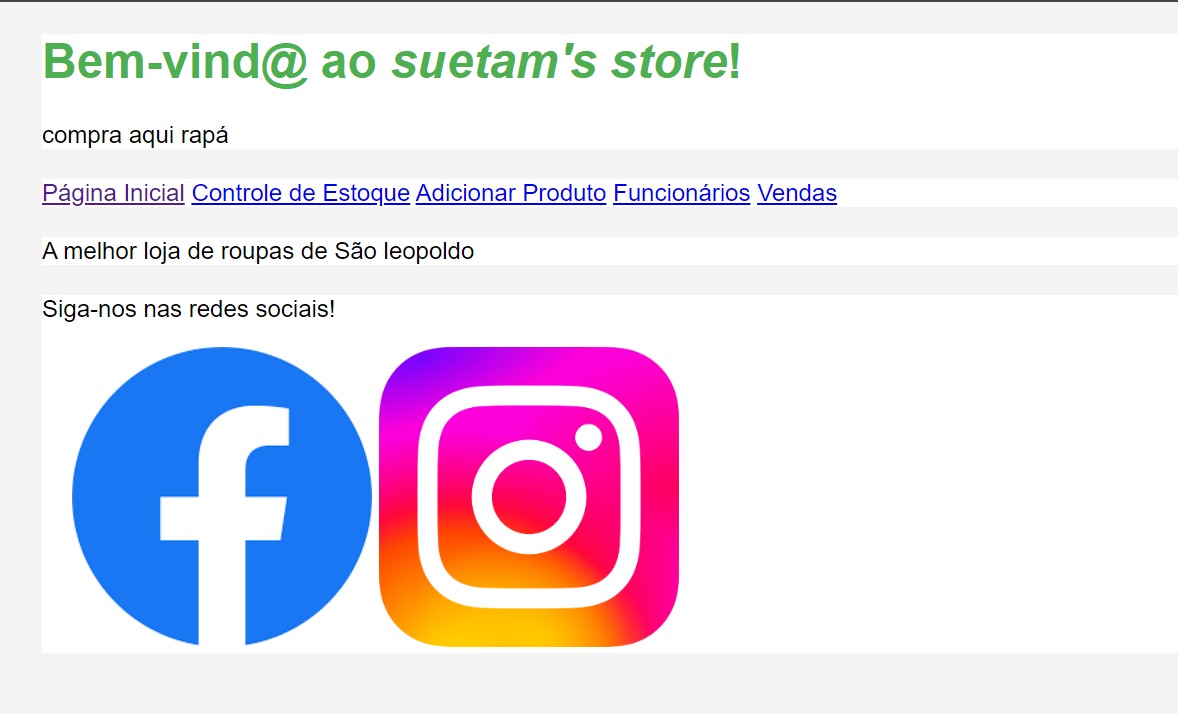 Bem-vind@ ao suetam's store!
compra aqui rapá
Página Inicial Controle de Estoque Adicionar Produto Funcionários Vendas
A melhor loja de roupas de São leopoldo
Siga-nos nas redes sociais!